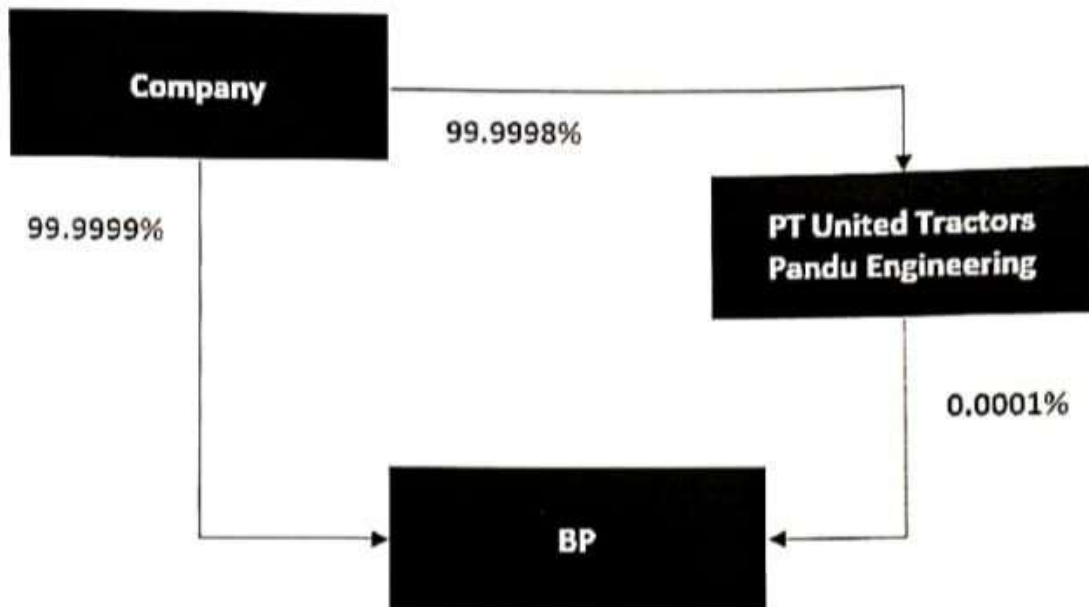 Company
99.9998%
99.9999%
PT United Tractors
Pandu Engineering
0.0001%
BP